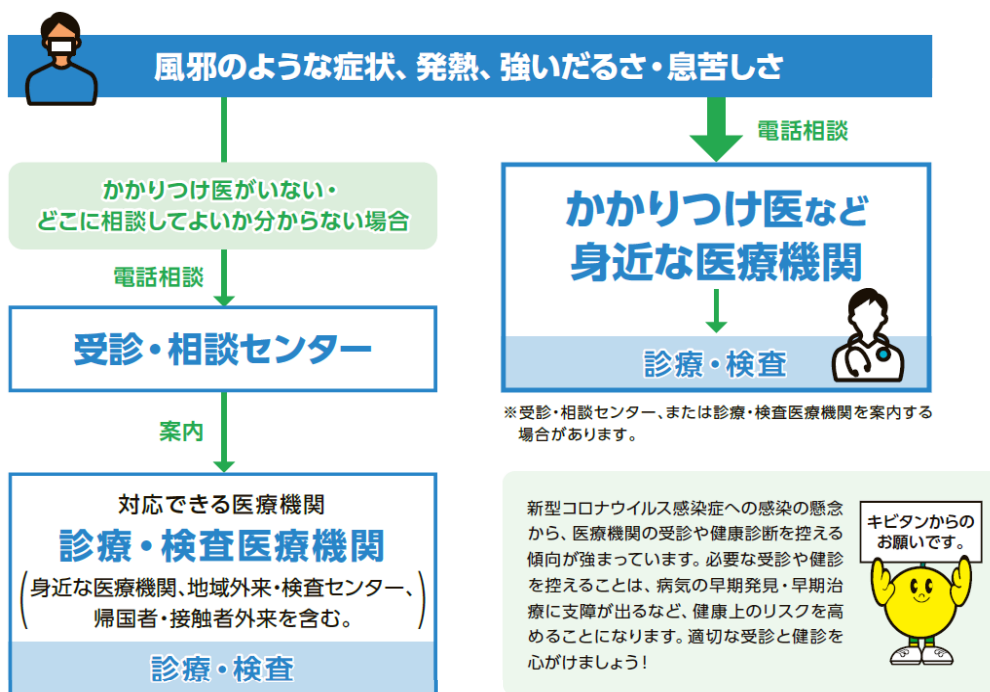 風邪のような症状、発熱、強いだるさ・息苦しさ
かかりつけ医がいない・
どこに相談してよいか分からない場合
電話相談
受診・相談センター
案内
対応できる医療機関
診療・検査医療機関
(身近な医療機関、地域外来・検査センター、
帰国者・接触者外来を含む。)
診療・検査
電話相談
かかりつけ医など
身近な医療機関
診療・検査
※受診・相談センター、または診療・検査医療機関を案内する
場合があります。
新型コロナウイルス感染症への感染の懸念
から、医療機関の受診や健康診断を控える
傾向が強まっています。必要な受診や健診
を控えることは、病気の早期発見・早期治
療に支障が出るなど、健康上のリスクを高
めることになります。適切な受診と健診を
心がけましょう!
キビタンからの
お願いです。